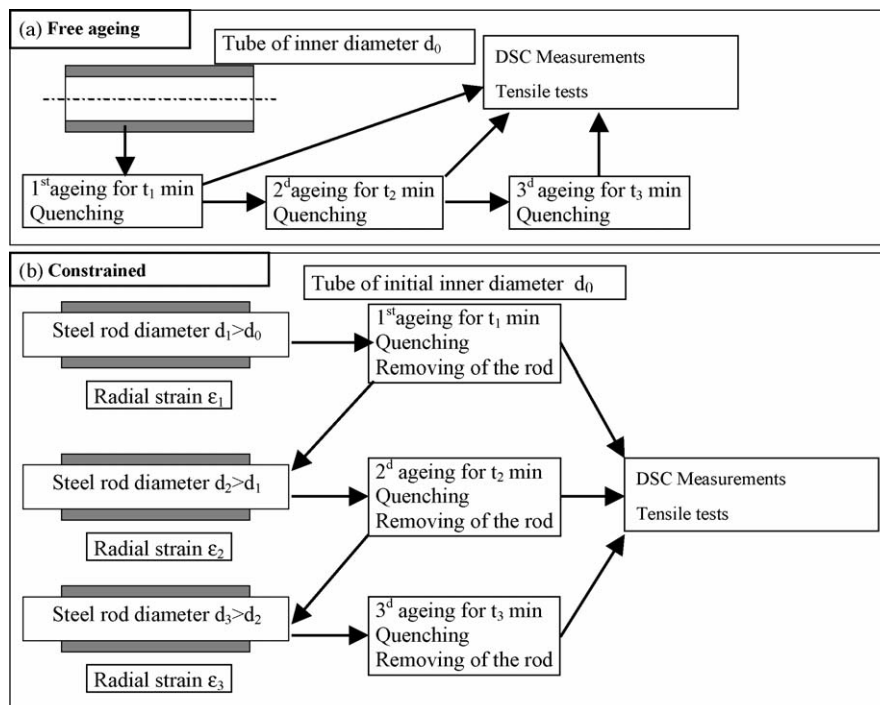 (a) Free ageing
Tube of inner diameter d₀
DSC Measurements
Tensile tests
1ˢᵗ ageing for t₁ min
Quenching
2ᵈ ageing for t₂ min
Quenching
3ᵈ ageing for t₃ min
Quenching
(b) Constrained
Tube of initial inner diameter d₀
Steel rod diameter d₁>d₀
Radial strain ε₁
1ˢᵗ ageing for t₁ min
Quenching
Removing of the rod
Steel rod diameter d₂>d₁
Radial strain ε₂
2ᵈ ageing for t₂ min
Quenching
Removing of the rod
DSC Measurements
Tensile tests
Steel rod diameter d₃>d₂
Radial strain ε₃
3ᵈ ageing for t₃ min
Quenching
Removing of the rod